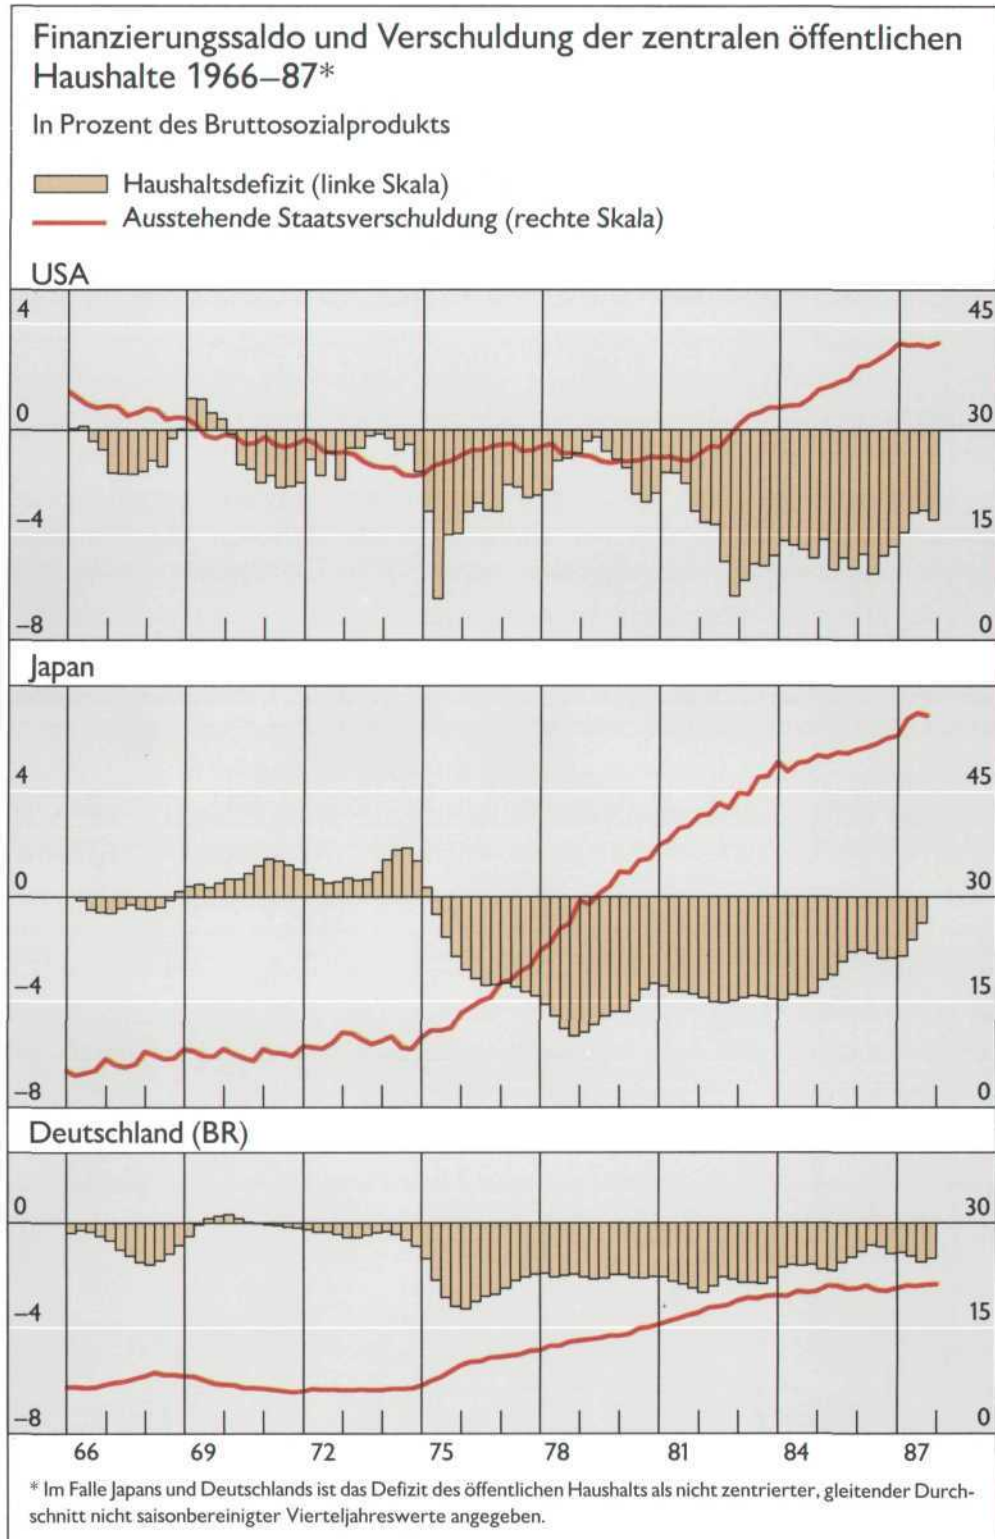 Finanzierungssaldo und Verschuldung der zentralen öffentlichen
Haushalte 1966–87*
In Prozent des Bruttosozialprodukts
Haushaltsdefizit (linke Skala)
Ausstehende Staatsverschuldung (rechte Skala)
USA
4 45
0 30
–4 15
–8 0
Japan
4 45
0 30
–4 15
–8 0
Deutschland (BR)
0 30
–4 15
–8 0
66 69 72 75 78 81 84 87
* Im Falle Japans und Deutschlands ist das Defizit des öffentlichen Haushalts als nicht zentrierter, gleitender Durch-
schnitt nicht saisonbereinigter Vierteljahreswerte angegeben.